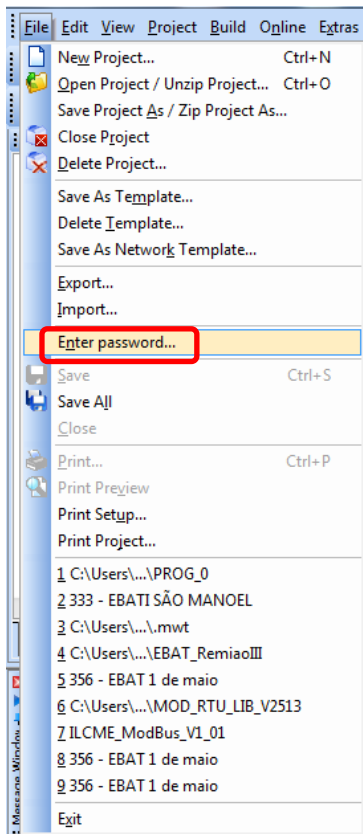 File Edit View Project Build Online Extras
New Project... Ctrl+N
Open Project / Unzip Project... Ctrl+O
Save Project As / Zip Project As...
Close Project
Delete Project...
Save As Template...
Delete Template...
Save As Network Template...
Export...
Import...
Enter password...
Save Ctrl+S
Save All
Close
Print... Ctrl+P
Print Preview
Print Setup...
Print Project...
1 C:\Users\...\PROG_0
2 333 - EBATI SÃO MANOEL
3 C:\Users\...\.mwt
4 C:\Users\...\EBAT_RemiaoIII
5 356 - EBAT 1 de maio
6 C:\Users\...\MOD_RTU_LIB_V2513
7 ILCME_ModBus_V1_01
8 356 - EBAT 1 de maio
9 356 - EBAT 1 de maio
Exit
Message Window